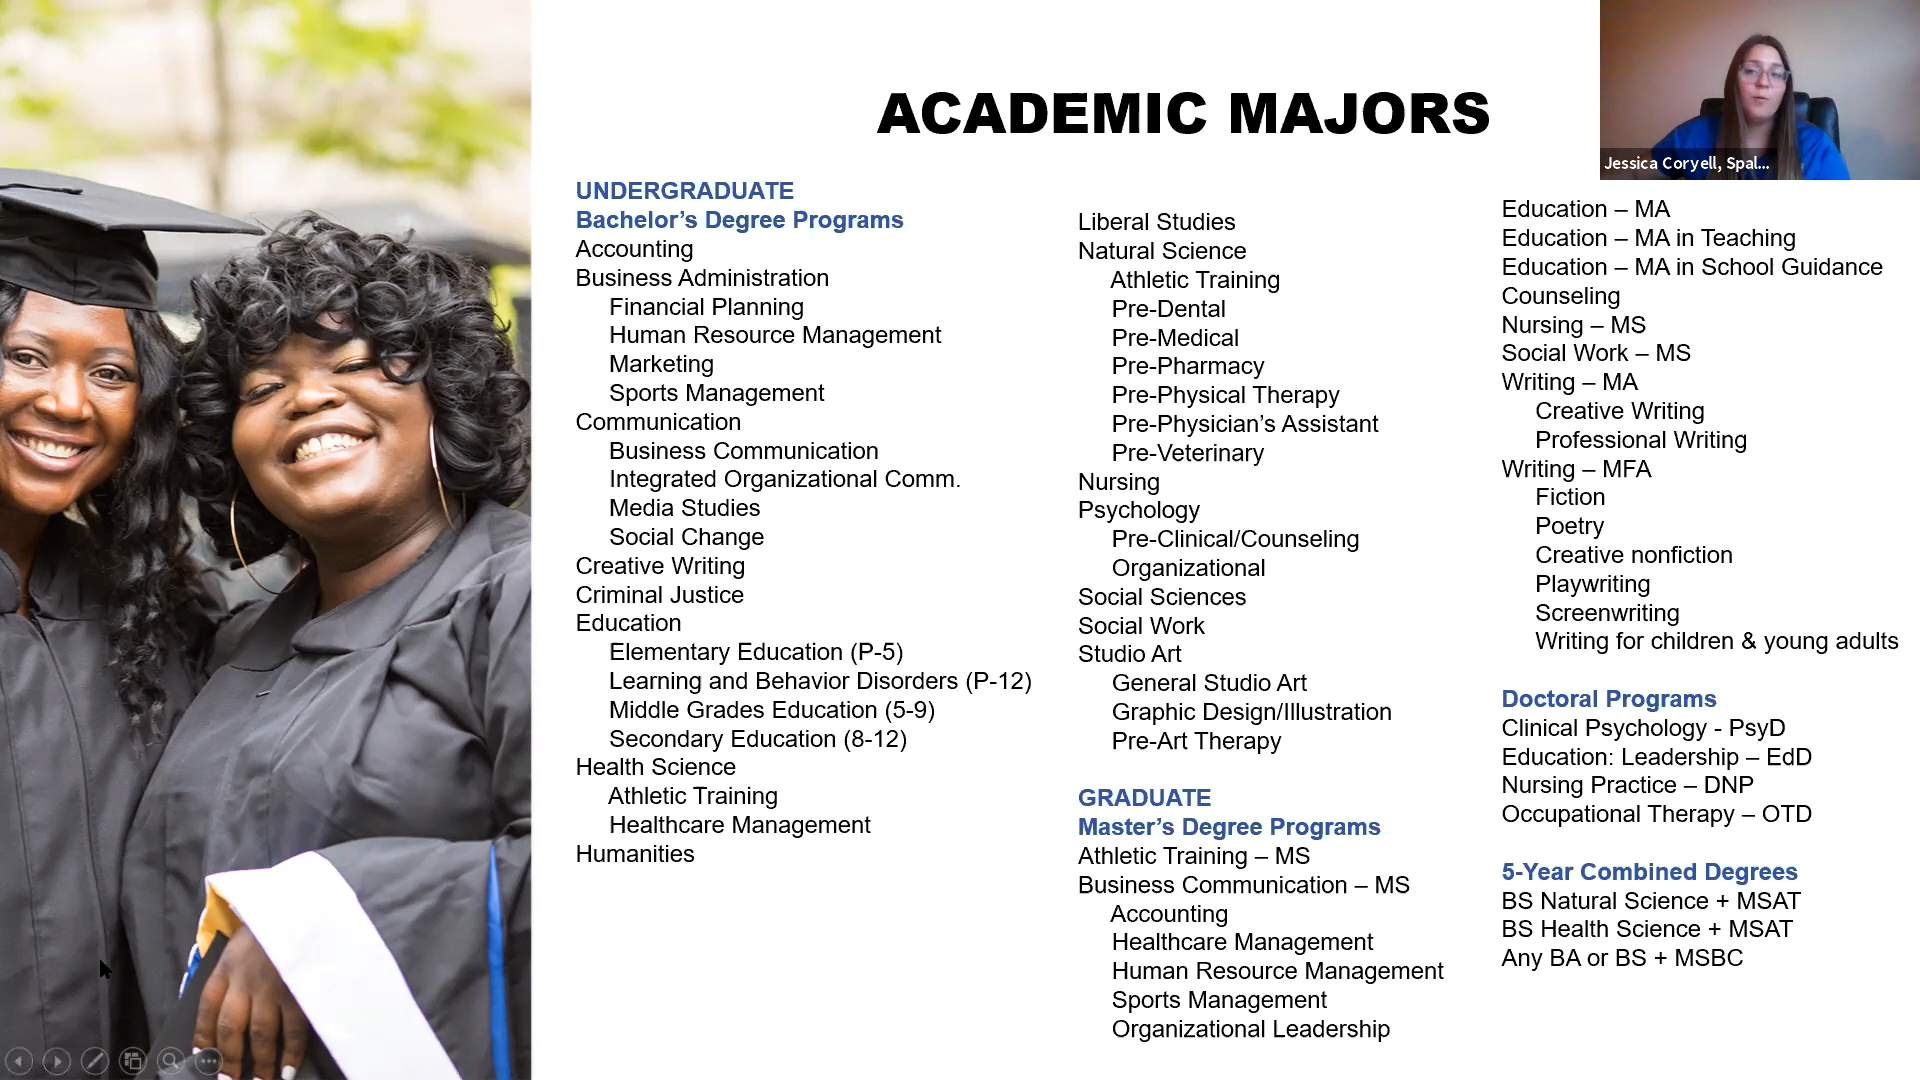 ACADEMIC MAJORS
Jessica Coryell, Spal...
UNDERGRADUATE
Bachelor’s Degree Programs
Accounting
Business Administration
Financial Planning
Human Resource Management
Marketing
Sports Management
Communication
Business Communication
Integrated Organizational Comm.
Media Studies
Social Change
Creative Writing
Criminal Justice
Education
Elementary Education (P-5)
Learning and Behavior Disorders (P-12)
Middle Grades Education (5-9)
Secondary Education (8-12)
Health Science
Athletic Training
Healthcare Management
Humanities
Liberal Studies
Natural Science
Athletic Training
Pre-Dental
Pre-Medical
Pre-Pharmacy
Pre-Physical Therapy
Pre-Physician’s Assistant
Pre-Veterinary
Nursing
Psychology
Pre-Clinical/Counseling
Organizational
Social Sciences
Social Work
Studio Art
General Studio Art
Graphic Design/Illustration
Pre-Art Therapy
GRADUATE
Master’s Degree Programs
Athletic Training – MS
Business Communication – MS
Accounting
Healthcare Management
Human Resource Management
Sports Management
Organizational Leadership
Education – MA
Education – MA in Teaching
Education – MA in School Guidance
Counseling
Nursing – MS
Social Work – MS
Writing – MA
Creative Writing
Professional Writing
Writing – MFA
Fiction
Poetry
Creative nonfiction
Playwriting
Screenwriting
Writing for children & young adults
Doctoral Programs
Clinical Psychology - PsyD
Education: Leadership – EdD
Nursing Practice – DNP
Occupational Therapy – OTD
5-Year Combined Degrees
BS Natural Science + MSAT
BS Health Science + MSAT
Any BA or BS + MSBC